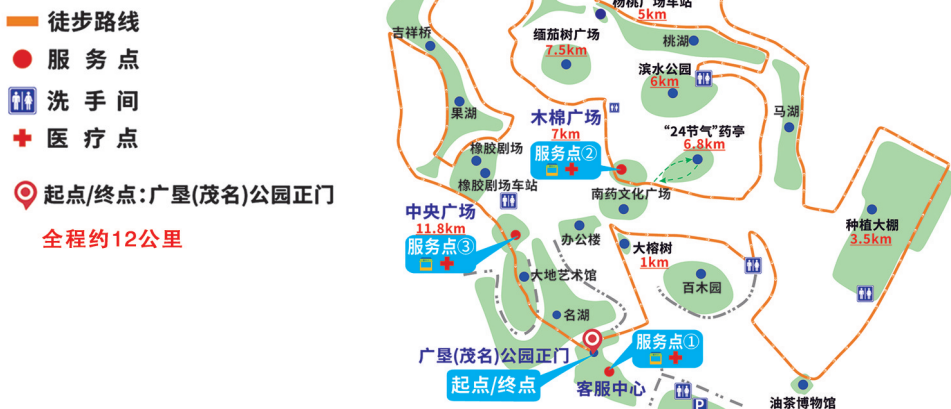 徒步路线
服务点
洗手间
医疗点
起点/终点:广垦(茂名)公园正门
全程约12公里
杨桃广场车站
5km
吉祥桥
缅茄树广场
7.5km
桃湖
滨水公园
6km
果湖
木棉广场
7km
服务点②
马湖
“24节气”药亭
6.8km
橡胶剧场
橡胶剧场车站
南药文化广场
中央广场
11.8km
服务点③
办公楼
大榕树
1km
种植大棚
3.5km
大地艺术馆
百木园
名湖
广垦(茂名)公园正门
起点/终点
服务点①
客服中心
P
油茶博物馆